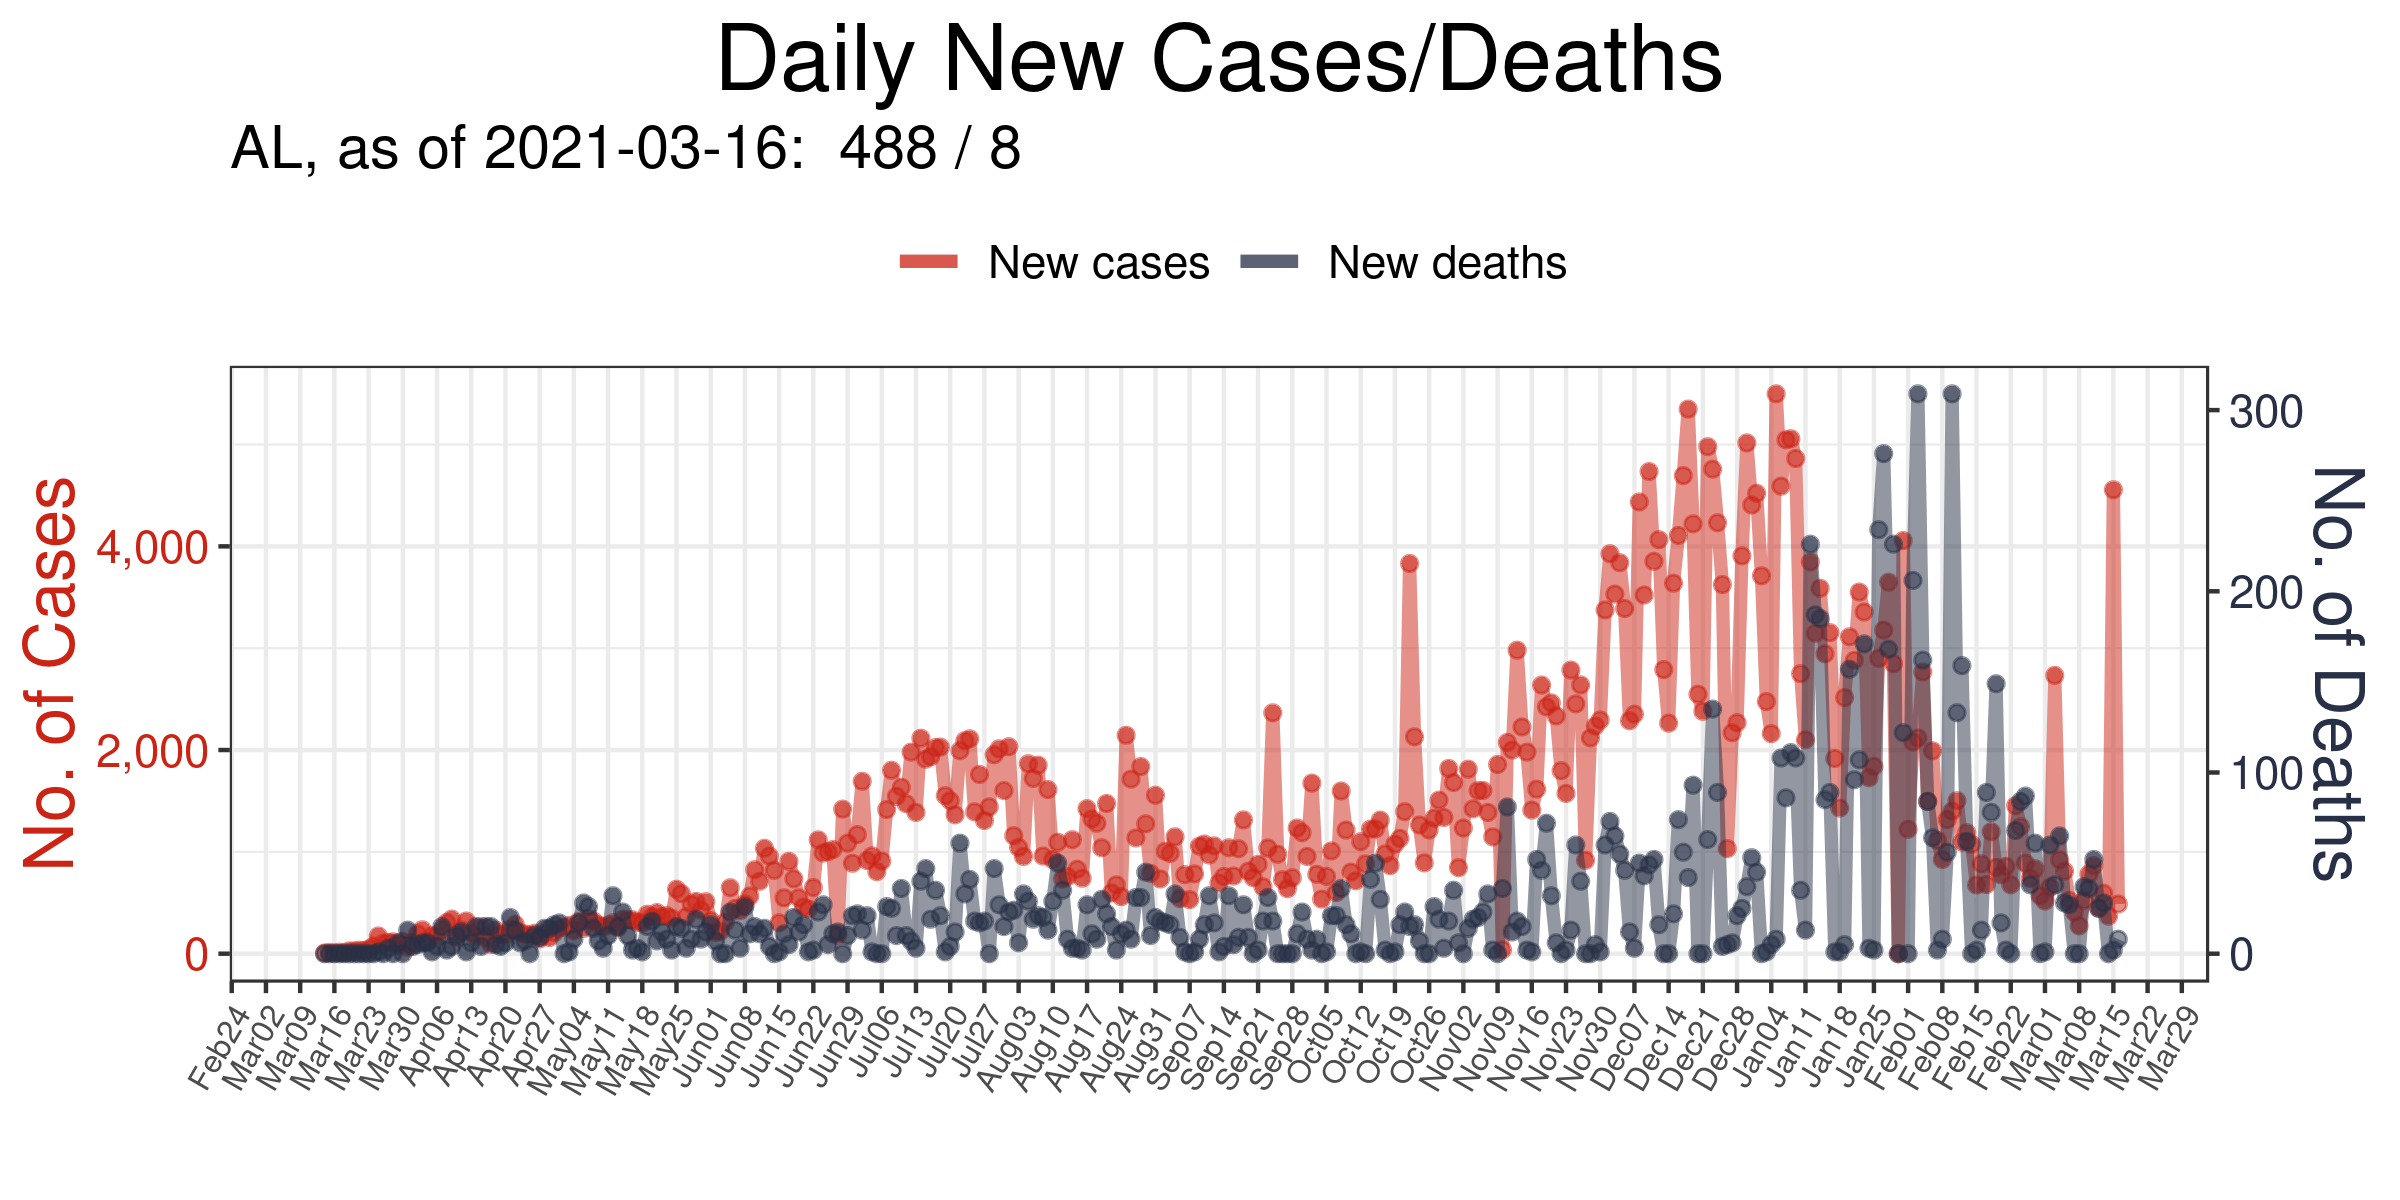 Daily New Cases/Deaths
AL, as of 2021-03-16:  488 / 8
New cases
New deaths
No. of Cases
4,000
2,000
0
300
200
100
0
No. of Deaths
Feb24
Mar02
Mar09
Mar16
Mar23
Mar30
Apr06
Apr13
Apr20
Apr27
May04
May11
May18
May25
Jun01
Jun08
Jun15
Jun22
Jun29
Jul06
Jul13
Jul20
Jul27
Aug03
Aug10
Aug17
Aug24
Aug31
Sep07
Sep14
Sep21
Sep28
Oct05
Oct12
Oct19
Oct26
Nov02
Nov09
Nov16
Nov23
Nov30
Dec07
Dec14
Dec21
Dec28
Jan04
Jan11
Jan18
Jan25
Feb01
Feb08
Feb15
Feb22
Mar01
Mar08
Mar15
Mar22
Mar29